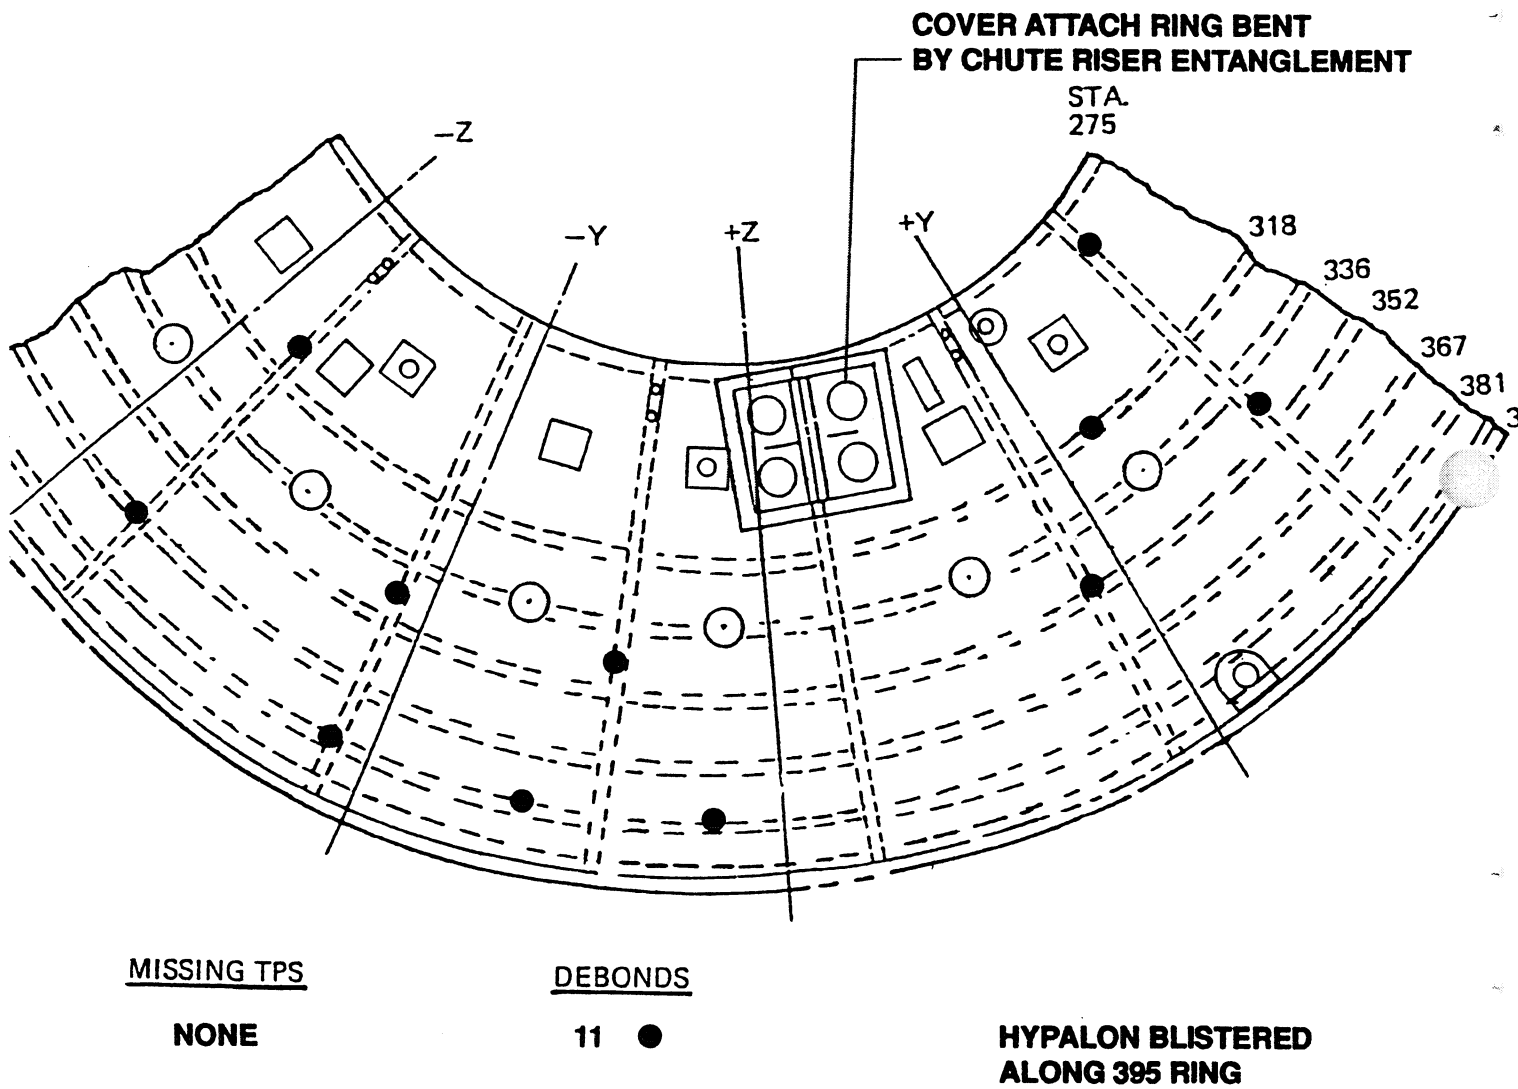 COVER ATTACH RING BENT
BY CHUTE RISER ENTANGLEMENT
STA.
275
–Z
–Y
+Z
+Y
318
336
352
367
381
3
MISSING TPS
DEBONDS
NONE
11
HYPALON BLISTERED
ALONG 395 RING